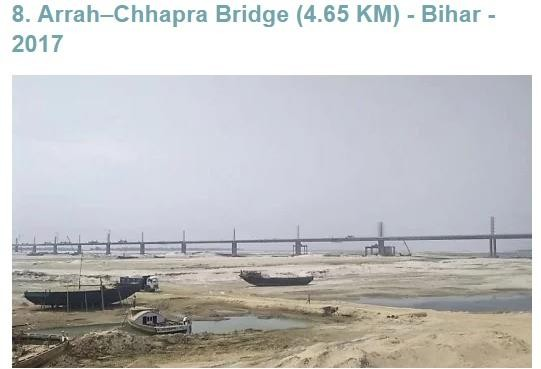 8. Arrah–Chhapra Bridge (4.65 KM) - Bihar -
2017